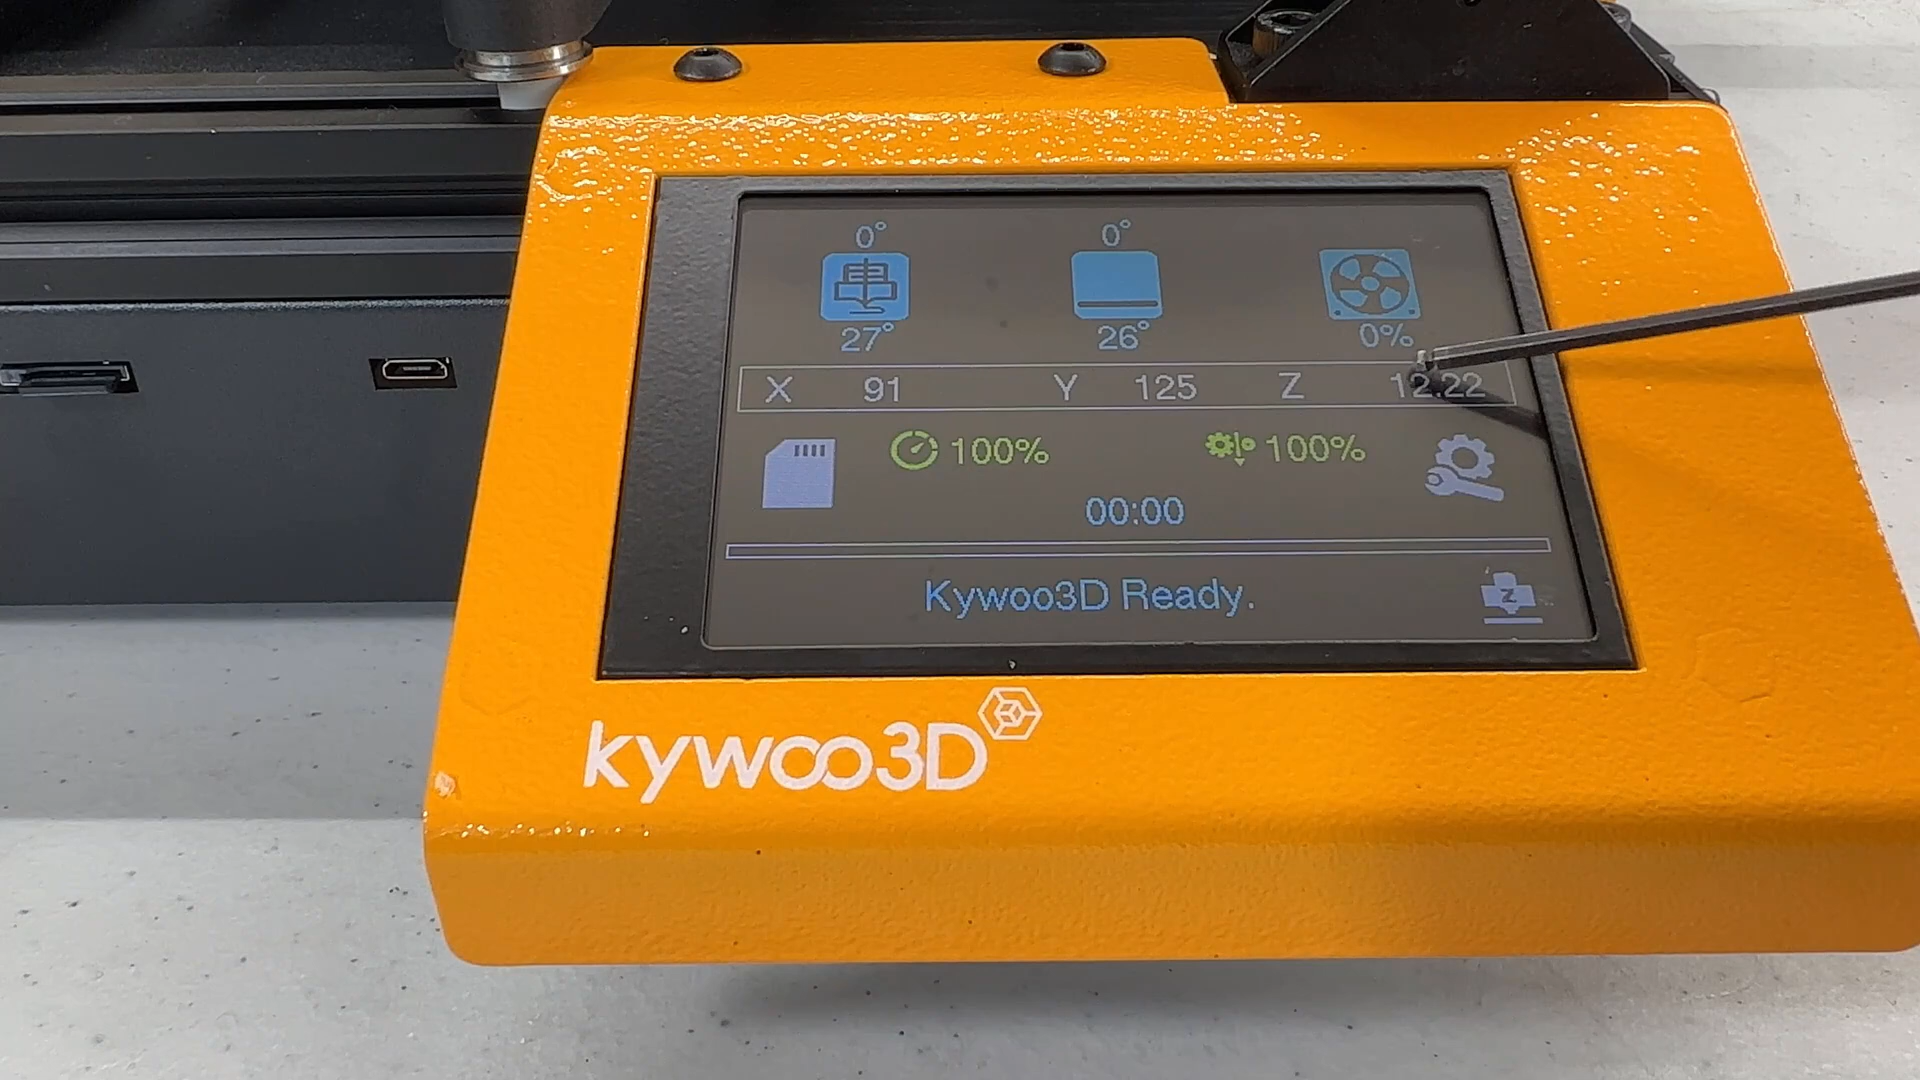 0° 0°
27° 26° 0%
X 91 Y 125 Z 12.22
100% 100%
00:00
Kywoo3D Ready.
Z
kywoo3D